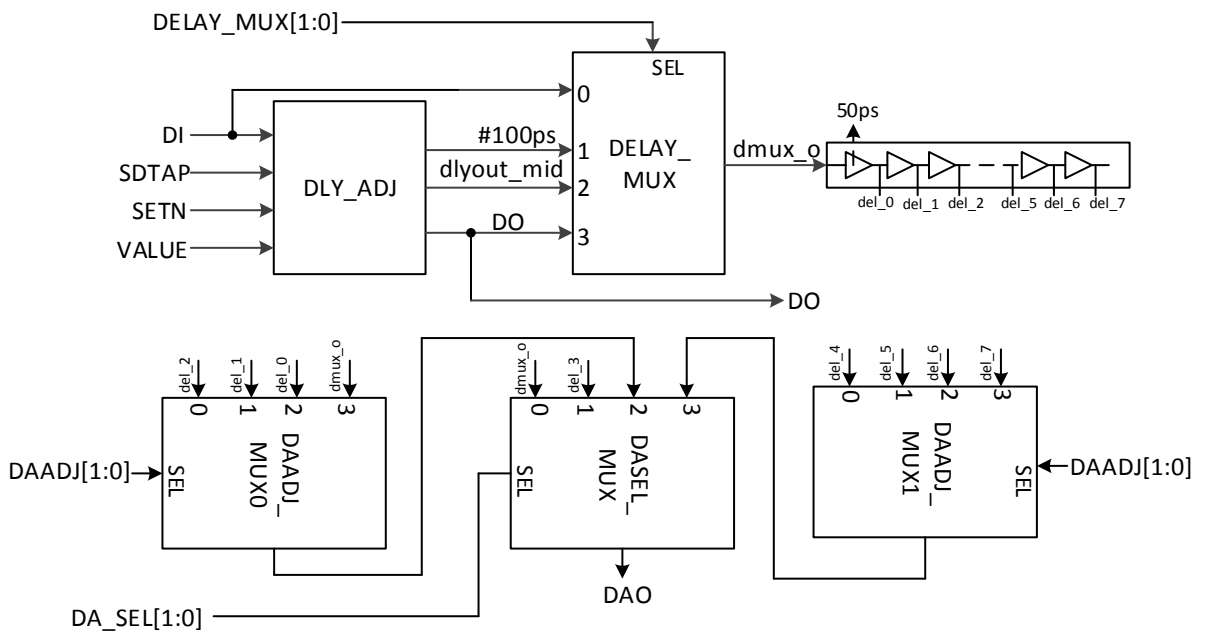 DELAY_MUX[1:0]
SEL
0
DI
#100ps
1
DELAY_
MUX
dlyout_mid
2
SDTAP
DLY_ADJ
SETN
DO
3
VALUE
DO
dmux_o
50ps
del_0
del_1
del_2
del_5
del_6
del_7
del_2
del_1
del_0
dmux_o
0
1
2
3
DAADJ_
MUX0
SEL
DAADJ[1:0]
dmux_o
del_3
0
1
2
3
DASEL_
MUX
SEL
DAO
del_4
del_5
del_6
del_7
0
1
2
3
DAADJ_
MUX1
SEL
DAADJ[1:0]
DA_SEL[1:0]